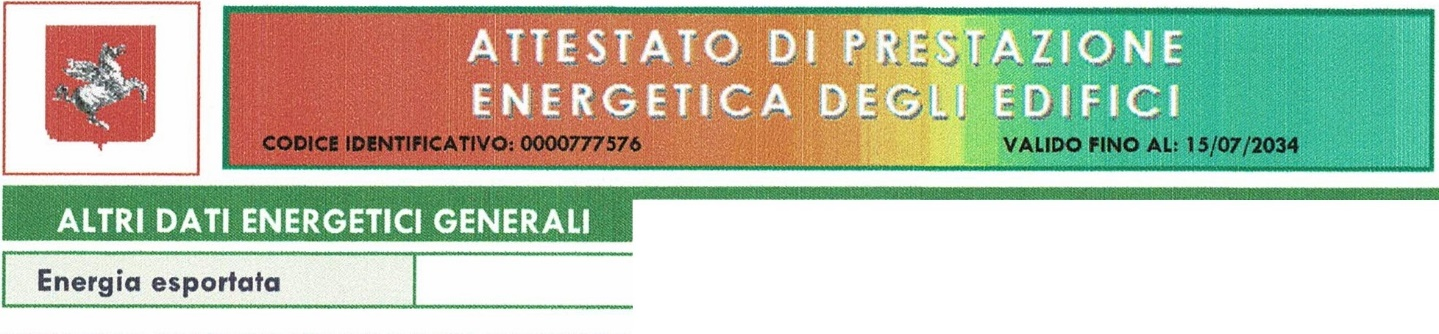 ATTESTATO DI PRESTAZIONE
ENERGETICA DEGLI EDIFICI
CODICE IDENTIFICATIVO: 0000777576 VALIDO FINO AL: 15/07/2034
ALTRI DATI ENERGETICI GENERALI
Energia esportata